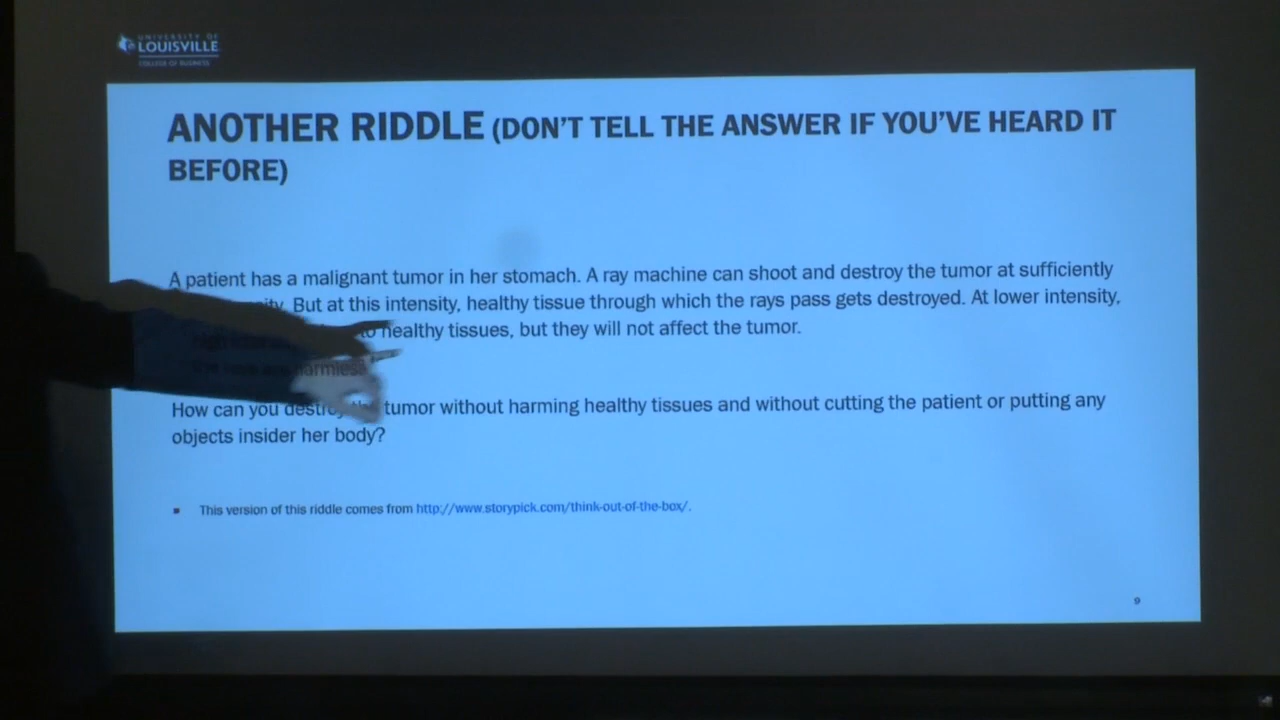 UNIVERSITY OF
LOUISVILLE
COLLEGE OF BUSINESS
ANOTHER RIDDLE (DON'T TELL THE ANSWER IF YOU'VE HEARD IT
BEFORE)
A patient has a malignant tumor in her stomach. A ray machine can shoot and destroy the tumor at sufficiently
But at this intensity, healthy tissue through which the rays pass gets destroyed. At lower intensity,
to healthy tissues, but they will not affect the tumor.
How can you tumor without harming healthy tissues and without cutting the patient or putting any
objects insider her body?
▪ This version of this riddle comes from http://www.storypick.com/think-out-of-the-box/.
9